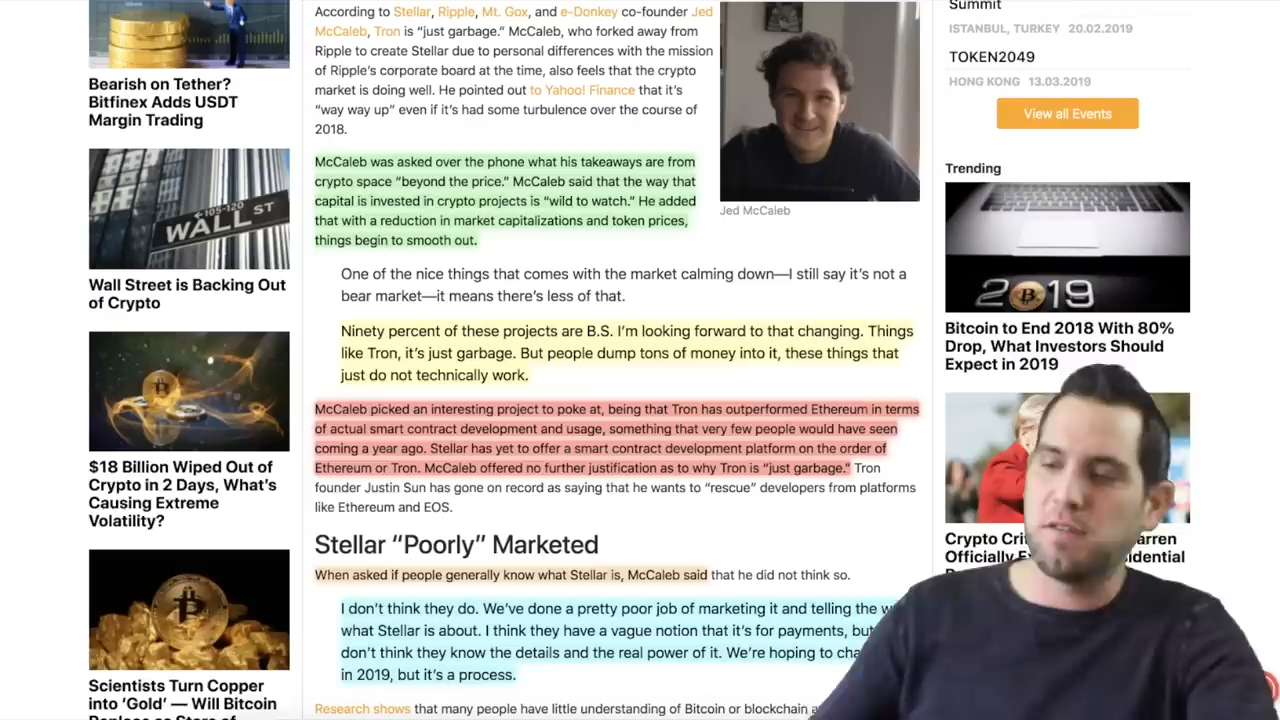 Bearish on Tether?
Bitfinex Adds USDT
Margin Trading
105-120
WALL ST
Wall Street is Backing Out
of Crypto
$18 Billion Wiped Out of
Crypto in 2 Days, What's
Causing Extreme
Volatility?
Scientists Turn Copper
into 'Gold' — Will Bitcoin
According to Stellar, Ripple, Mt. Gox, and e-Donkey co-founder Jed
McCaleb, Tron is “just garbage.” McCaleb, who forked away from
Ripple to create Stellar due to personal differences with the mission
of Ripple's corporate board at the time, also feels that the crypto
market is doing well. He pointed out to Yahoo! Finance that it's
“way way up” even if it's had some turbulence over the course of
2018.
Jed McCaleb
McCaleb was asked over the phone what his takeaways are from
crypto space “beyond the price.” McCaleb said that the way that
capital is invested in crypto projects is “wild to watch.” He added
that with a reduction in market capitalizations and token prices,
things begin to smooth out.
One of the nice things that comes with the market calming down—I still say it's not a
bear market—it means there's less of that.
Ninety percent of these projects are B.S. I'm looking forward to that changing. Things
like Tron, it's just garbage. But people dump tons of money into it, these things that
just do not technically work.
McCaleb picked an interesting project to poke at, being that Tron has outperformed Ethereum in terms
of actual smart contract development and usage, something that very few people would have seen
coming a year ago. Stellar has yet to offer a smart contract development platform on the order of
Ethereum or Tron. McCaleb offered no further justification as to why Tron is “just garbage.” Tron
founder Justin Sun has gone on record as saying that he wants to “rescue” developers from platforms
like Ethereum and EOS.
Stellar “Poorly” Marketed
When asked if people generally know what Stellar is, McCaleb said that he did not think so.
I don't think they do. We've done a pretty poor job of marketing it and telling the
what Stellar is about. I think they have a vague notion that it's for payments, but
don't think they know the details and the real power of it. We're hoping to
in 2019, but it's a process.
Research shows that many people have little understanding of Bitcoin or blockchain
Summit
ISTANBUL, TURKEY 20.02.2019
TOKEN2049
HONG KONG 13.03.2019
View all Events
Trending
2019
Bitcoin to End 2018 With 80%
Drop, What Investors Should
Expect in 2019
Crypto
Officially